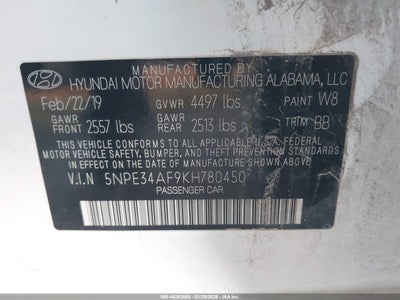 MANUFACTURED BY
HYUNDAI MOTOR MANUFACTURING ALABAMA, LLC
Feb/22/19 GVWR 4497 lbs PAINT W8
GAWR FRONT 2557 lbs GAWR REAR 2513 lbs TRIM BB
THIS VEHICLE CONFORMS TO ALL APPLICABLE U.S.A. FEDERAL
MOTOR VEHICLE SAFETY, BUMPER, AND THEFT PREVENTION
STANDARDS IN EFFECT ON THE DATE OF MANUFACTURE SHOWN ABOVE.
V.I.N 5NPE34AF9KH780450
PASSENGER CAR